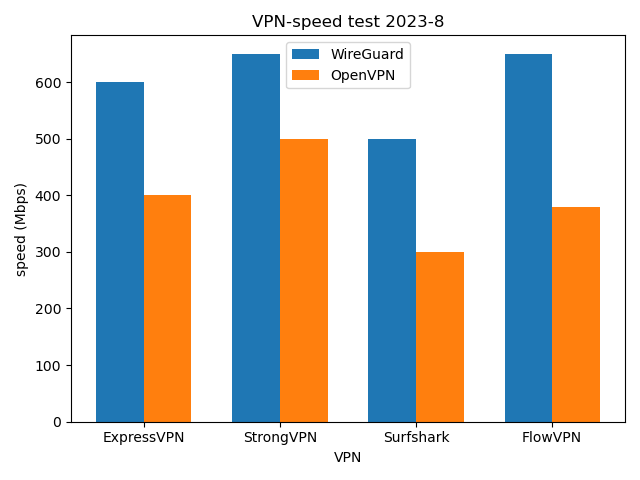 VPN-speed test 2023-8
WireGuard
OpenVPN
speed (Mbps)
600
500
400
300
200
100
0
ExpressVPN StrongVPN Surfshark FlowVPN
VPN